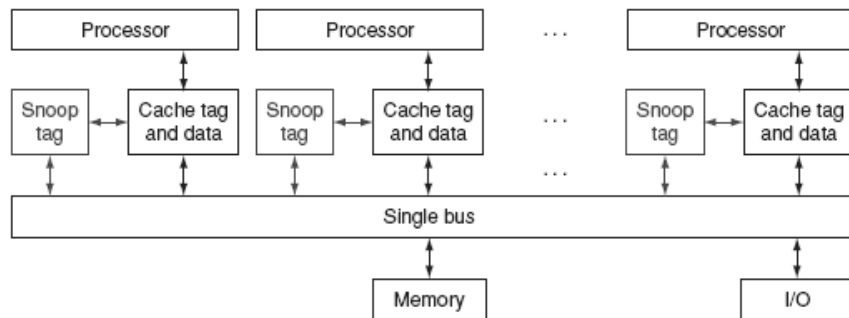 Processor Processor ... Processor
Snoop tag Cache tag and data Snoop tag Cache tag and data ... Snoop tag Cache tag and data
...
Single bus
Memory I/O